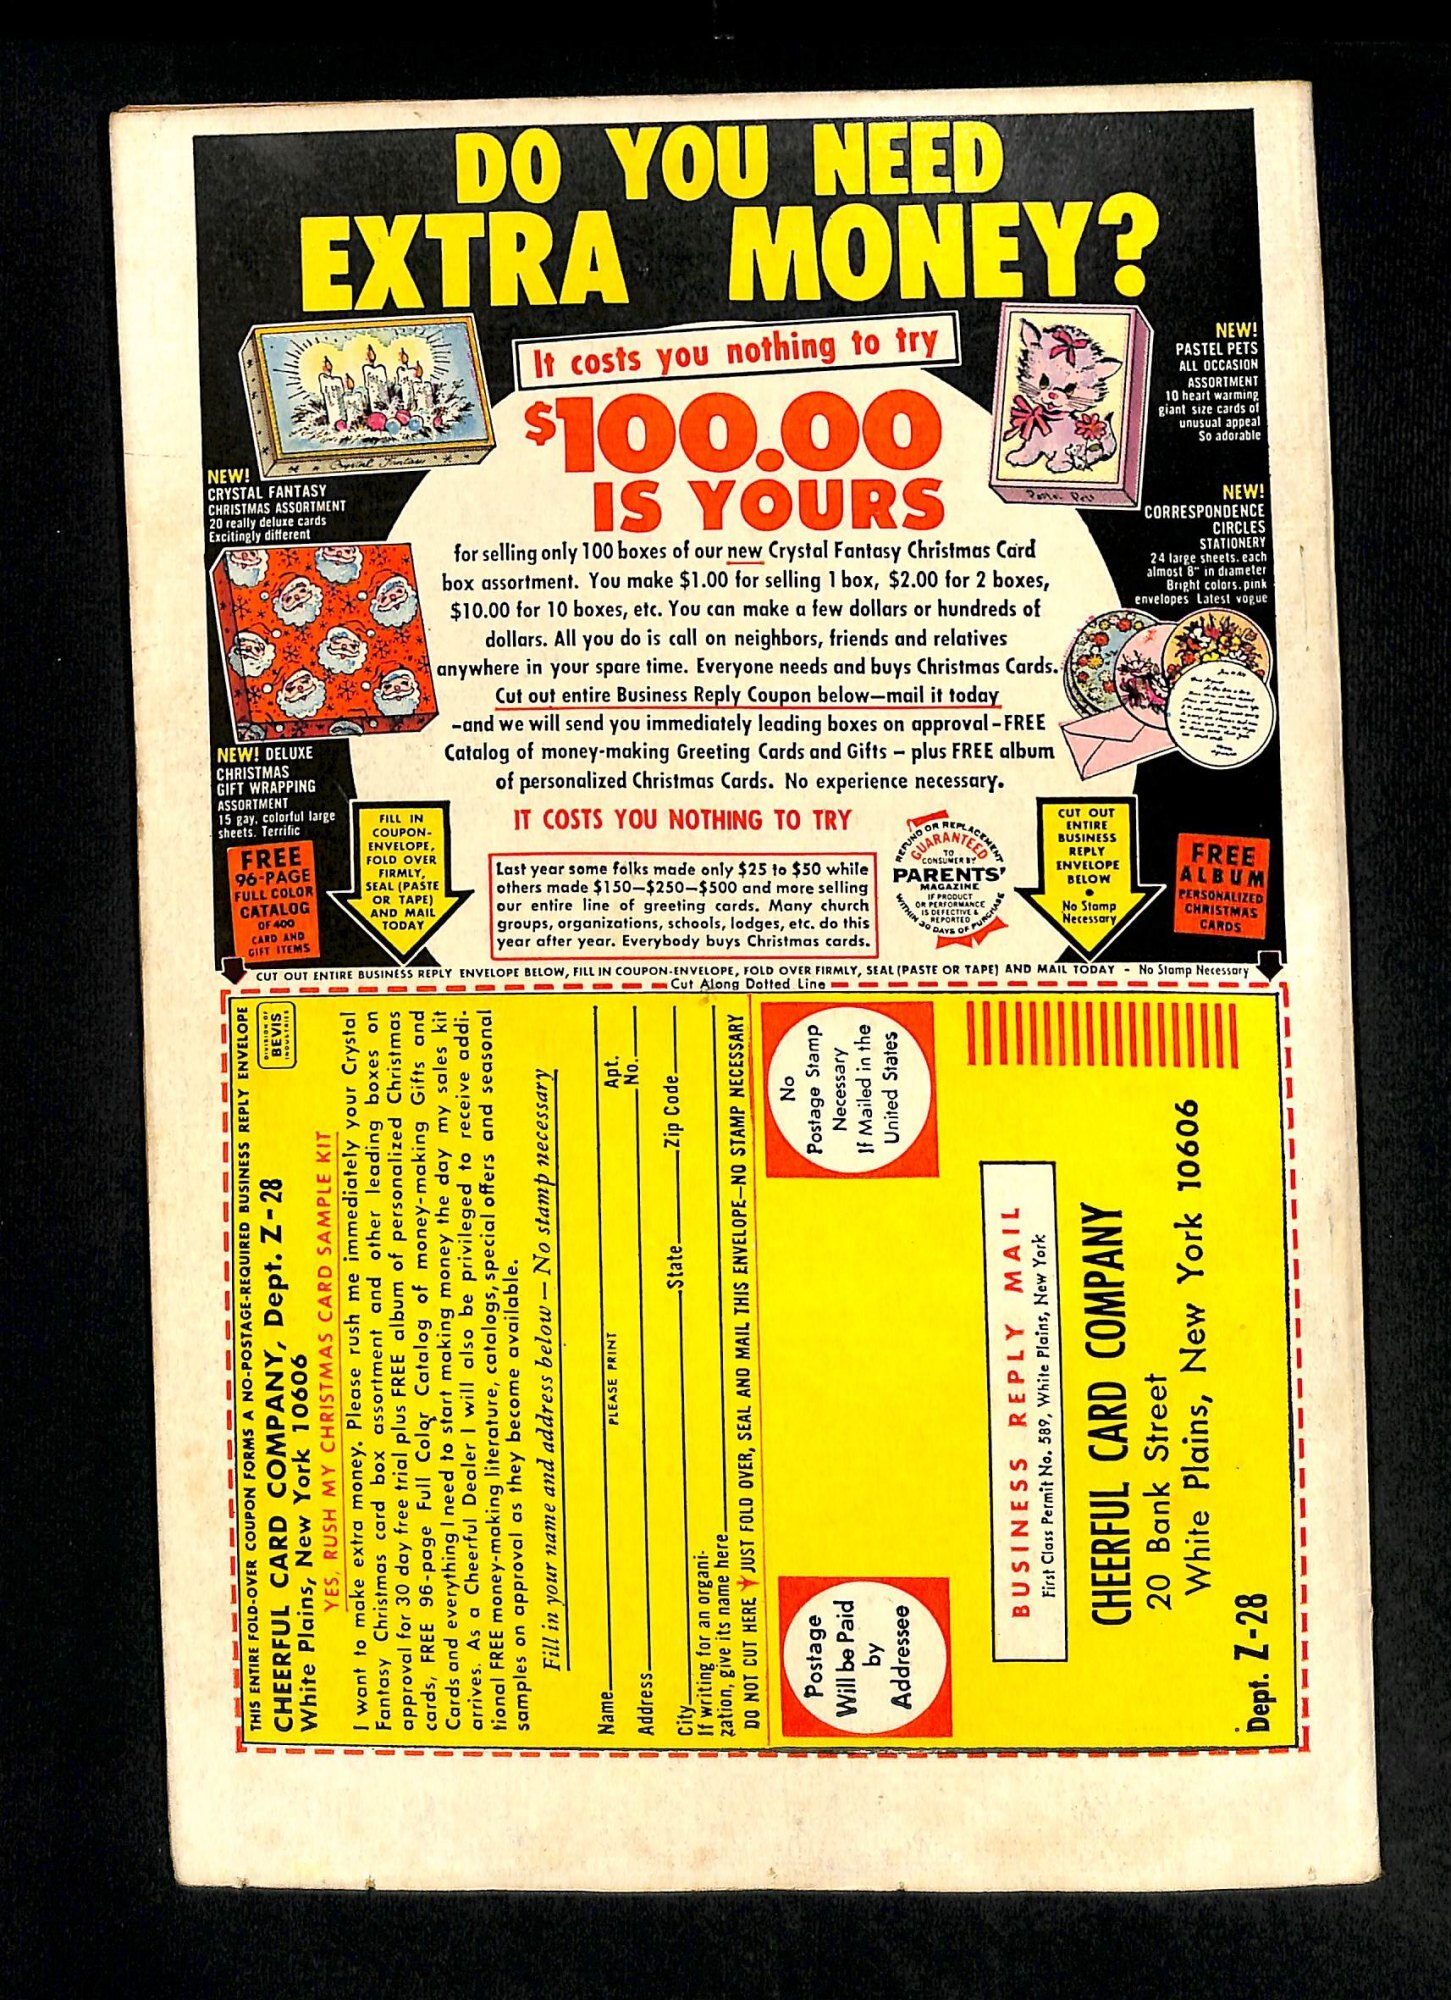 DO YOU NEED
EXTRA MONEY?
It costs you nothing to try
$100.00
IS YOURS
for selling only 100 boxes of our new Crystal Fantasy Christmas Card
box assortment. You make $1.00 for selling 1 box, $2.00 for 2 boxes,
$10.00 for 10 boxes, etc. You can make a few dollars or hundreds of
dollars. All you do is call on neighbors, friends and relatives
anywhere in your spare time. Everyone needs and buys Christmas Cards.
Cut out entire Business Reply Coupon below—mail it today
–and we will send you immediately leading boxes on approval–FREE
Catalog of money-making Greeting Cards and Gifts – plus FREE album
of personalized Christmas Cards. No experience necessary.
IT COSTS YOU NOTHING TO TRY
Crystal Fantasy
NEW!
CRYSTAL FANTASY
CHRISTMAS ASSORTMENT
20 really deluxe cards
Excitingly different
NEW! DELUXE
CHRISTMAS
GIFT WRAPPING
ASSORTMENT
15 gay, colorful large
sheets. Terrific
Pastel Pets
NEW!
PASTEL PETS
ALL OCCASION
ASSORTMENT
10 heart warming
giant size cards of
unusual appeal
So adorable
NEW!
CORRESPONDENCE
CIRCLES
STATIONERY
24 large sheets, each
almost 8" in diameter
Bright colors, pink
envelopes Latest vogue
FREE
96-PAGE
FULL COLOR
CATALOG
OF 400
CARD AND
GIFT ITEMS
FILL IN
COUPON-
ENVELOPE,
FOLD OVER
FIRMLY,
SEAL (PASTE
OR TAPE)
AND MAIL
TODAY
Last year some folks made only $25 to $50 while
others made $150—$250—$500 and more selling
our entire line of greeting cards. Many church
groups, organizations, schools, lodges, etc. do this
year after year. Everybody buys Christmas cards.
REFUND OR REPLACEMENT
GUARANTEED
TO
CONSUMER BY
PARENTS'
MAGAZINE
IF PRODUCT
OR PERFORMANCE
IS DEFECTIVE &
REPORTED
WITHIN 30 DAYS OF PURCHASE
CUT OUT
ENTIRE
BUSINESS
REPLY
ENVELOPE
BELOW
•
No Stamp
Necessary
FREE
ALBUM
PERSONALIZED
CHRISTMAS
CARDS
CUT OUT ENTIRE BUSINESS REPLY ENVELOPE BELOW, FILL IN COUPON-ENVELOPE, FOLD OVER FIRMLY, SEAL (PASTE OR TAPE) AND MAIL TODAY – No Stamp Necessary
Cut Along Dotted Line
THIS ENTIRE FOLD-OVER COUPON FORMS A NO-POSTAGE-REQUIRED BUSINESS REPLY ENVELOPE
CHEERFUL CARD COMPANY, Dept. Z-28
White Plains, New York 10606
DIVISION OF
BEVIS
INDUSTRIES
YES, RUSH MY CHRISTMAS CARD SAMPLE KIT
I want to make extra money. Please rush me immediately your Crystal
Fantasy Christmas card box assortment and other leading boxes on
approval for 30 day free trial plus FREE album of personalized Christmas
cards, FREE 96-page Full Color Catalog of money-making Gifts and
Cards and everything I need to start making money the day my sales kit
arrives. As a Cheerful Dealer I will also be privileged to receive addi-
tional FREE money-making literature, catalogs, special offers and seasonal
samples on approval as they become available.
Fill in your name and address below — No stamp necessary
Name
PLEASE PRINT
Address Apt. No.
City State Zip Code
If writing for an organi-
zation, give its name here
DO NOT CUT HERE JUST FOLD OVER, SEAL AND MAIL THIS ENVELOPE—NO STAMP NECESSARY
Postage
Will be Paid
by
Addressee
No
Postage Stamp
Necessary
If Mailed in the
United States
BUSINESS REPLY MAIL
First Class Permit No. 589, White Plains, New York
CHEERFUL CARD COMPANY
20 Bank Street
White Plains, New York 10606
Dept. Z-28